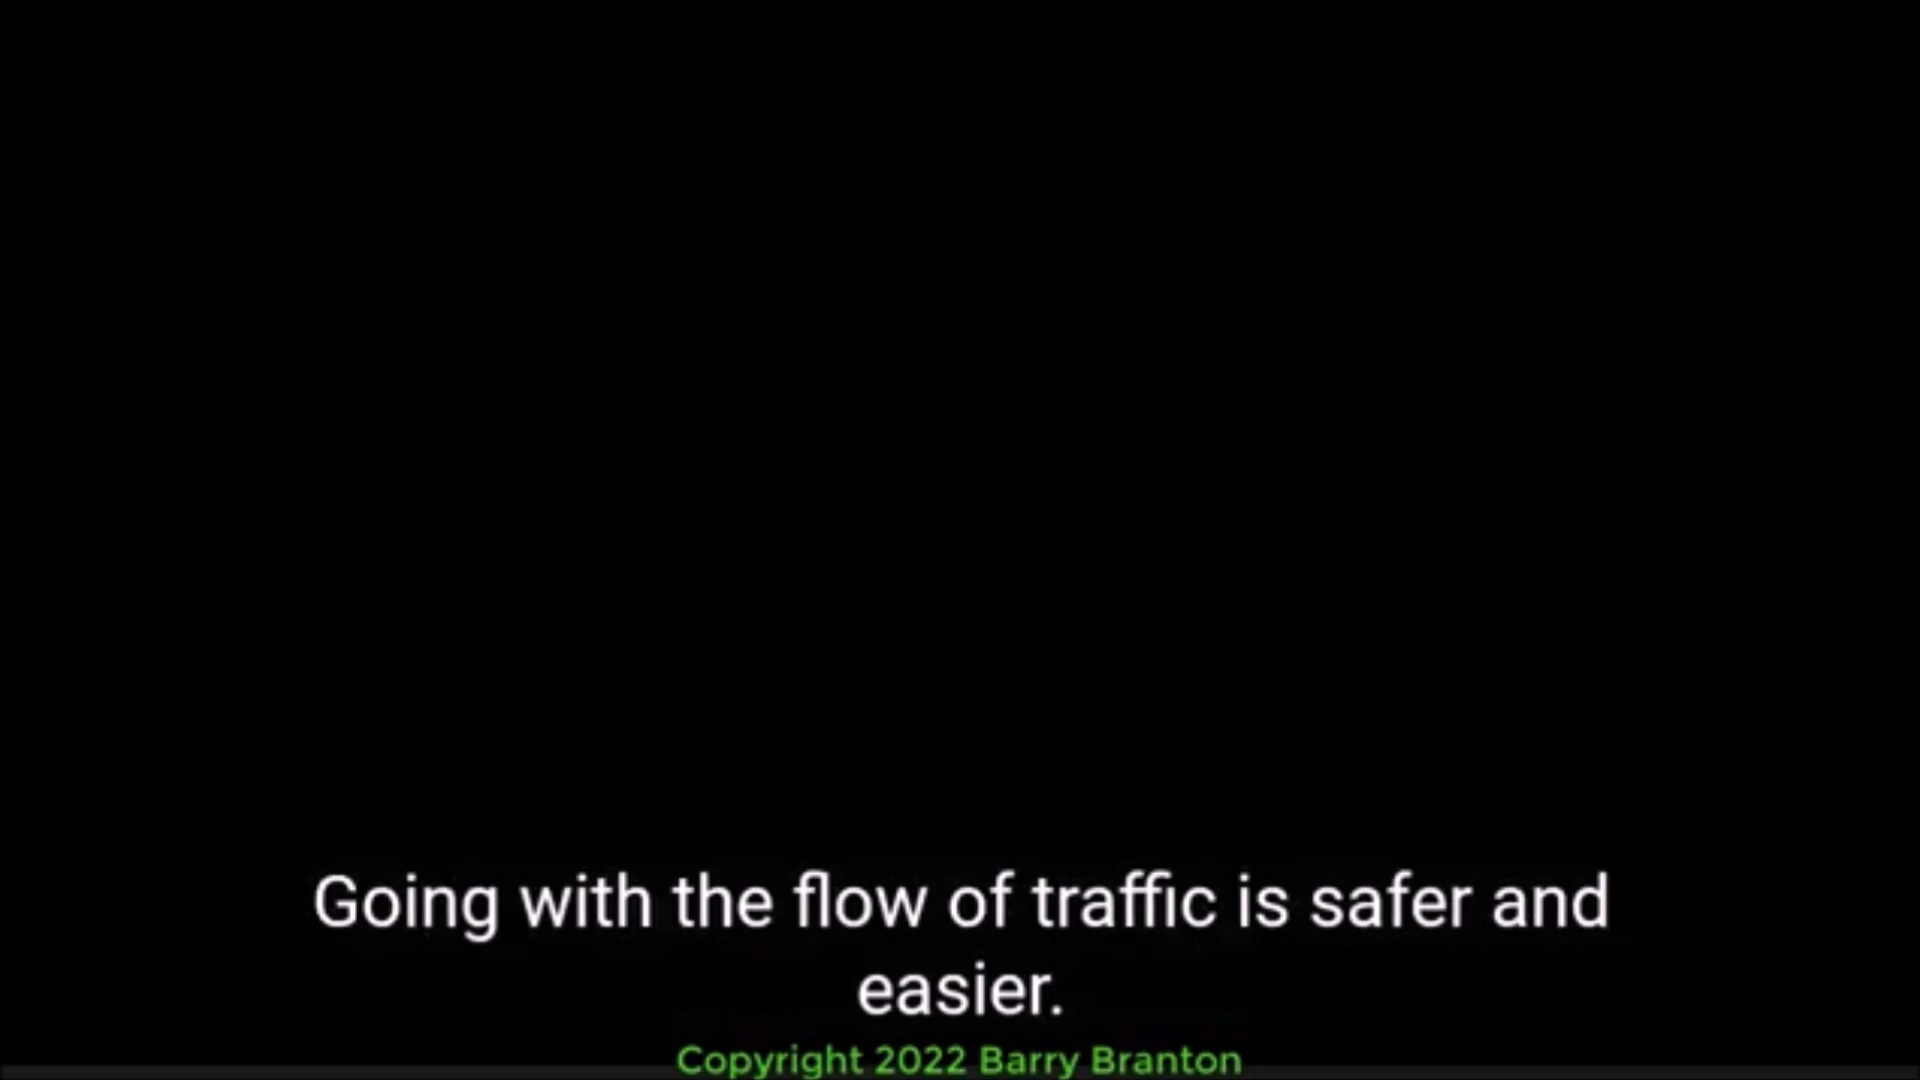 Going with the flow of traffic is safer and
easier.
Copyright 2022 Barry Branton